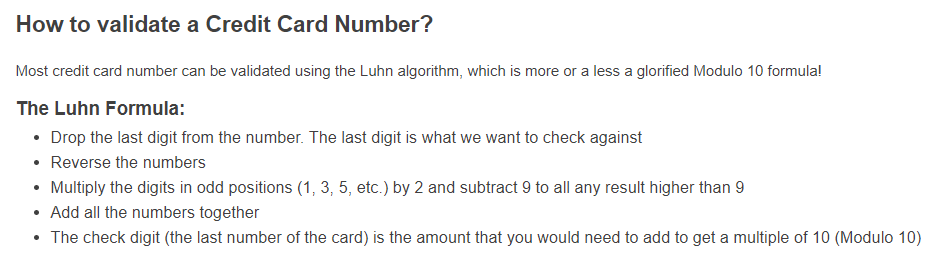 How to validate a Credit Card Number?
Most credit card number can be validated using the Luhn algorithm, which is more or a less a glorified Modulo 10 formula!
The Luhn Formula:
• Drop the last digit from the number. The last digit is what we want to check against
• Reverse the numbers
• Multiply the digits in odd positions (1, 3, 5, etc.) by 2 and subtract 9 to all any result higher than 9
• Add all the numbers together
• The check digit (the last number of the card) is the amount that you would need to add to get a multiple of 10 (Modulo 10)